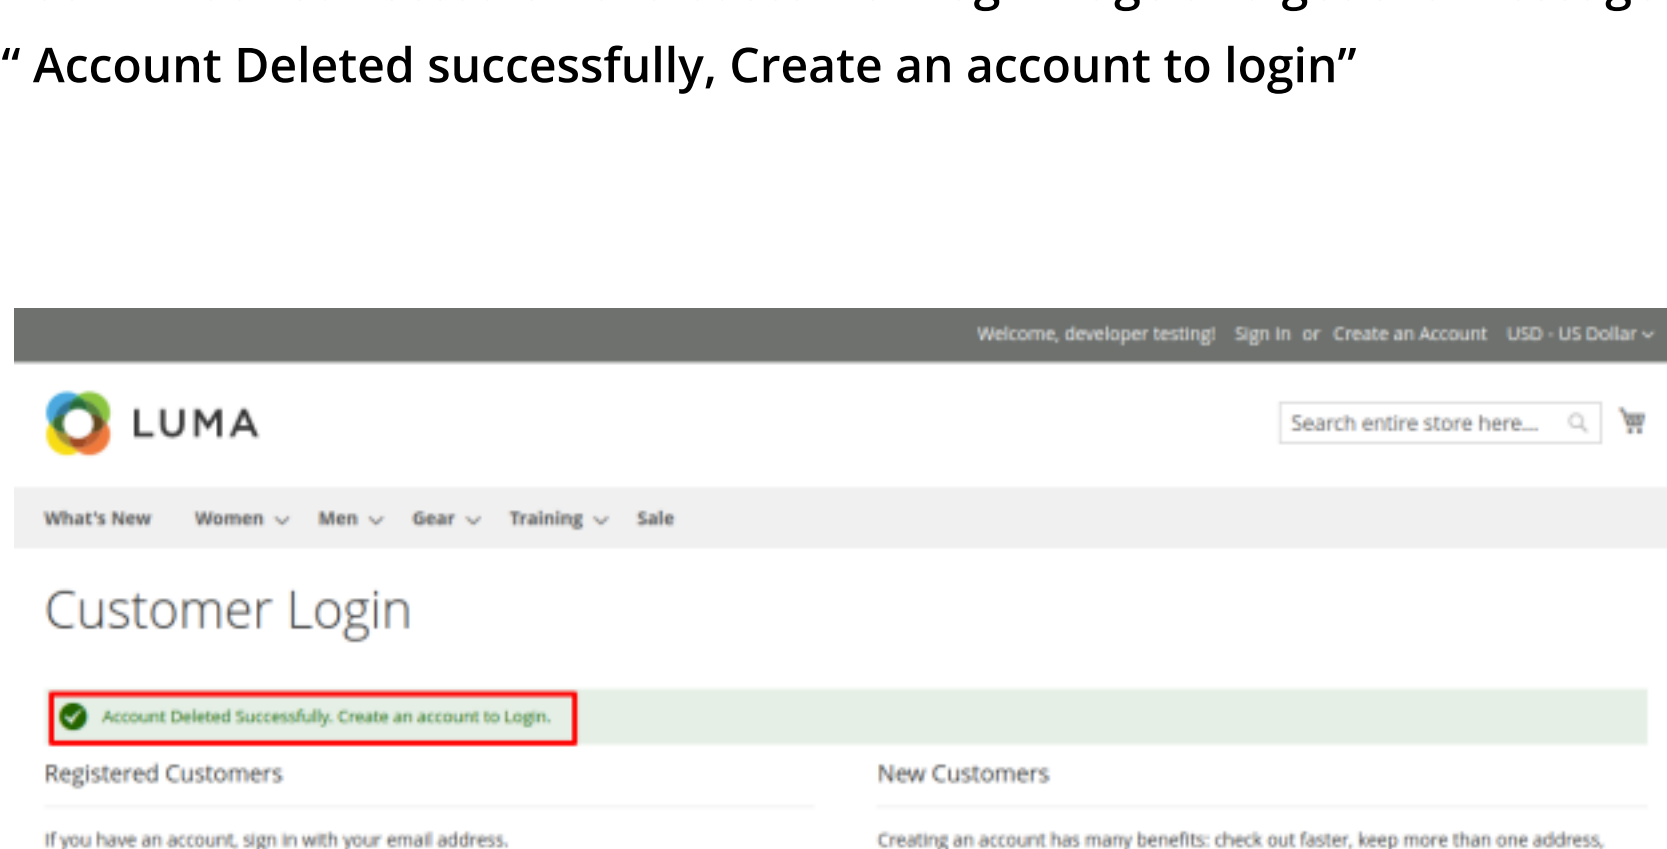 “ Account Deleted successfully, Create an account to login”
Welcome, developer testing! Sign In or Create an Account USD - US Dollar
LUMA
Search entire store here...
What's New Women Men Gear Training Sale
Customer Login
Account Deleted Successfully. Create an account to Login.
Registered Customers
New Customers
If you have an account, sign in with your email address.
Creating an account has many benefits: check out faster, keep more than one address,